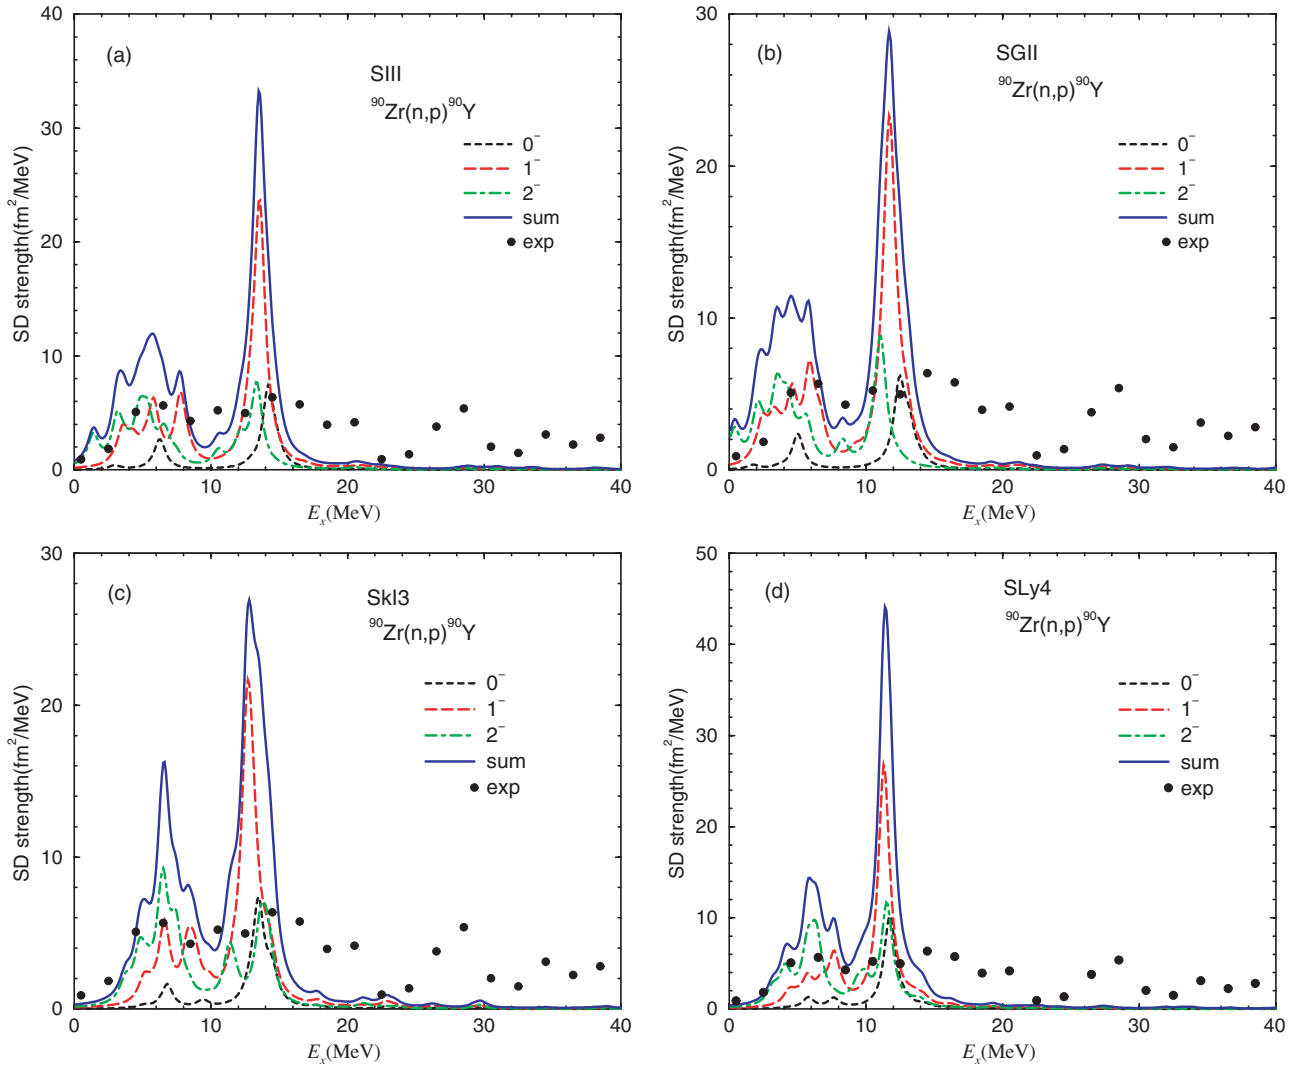 (a)
SIII
⁹⁰Zr(n,p)⁹⁰Y
0⁻
1⁻
2⁻
sum
exp
SD strength(fm²/MeV)
40
30
20
10
0
0 10 20 30 40
Eₓ(MeV)
(b)
SGII
⁹⁰Zr(n,p)⁹⁰Y
0⁻
1⁻
2⁻
sum
exp
SD strength(fm²/MeV)
30
20
10
0
0 10 20 30 40
Eₓ(MeV)
(c)
SkI3
⁹⁰Zr(n,p)⁹⁰Y
0⁻
1⁻
2⁻
sum
exp
SD strength(fm²/MeV)
30
20
10
0
0 10 20 30 40
Eₓ(MeV)
(d)
SLy4
⁹⁰Zr(n,p)⁹⁰Y
0⁻
1⁻
2⁻
sum
exp
SD strength(fm²/MeV)
50
40
30
20
10
0
0 10 20 30 40
Eₓ(MeV)